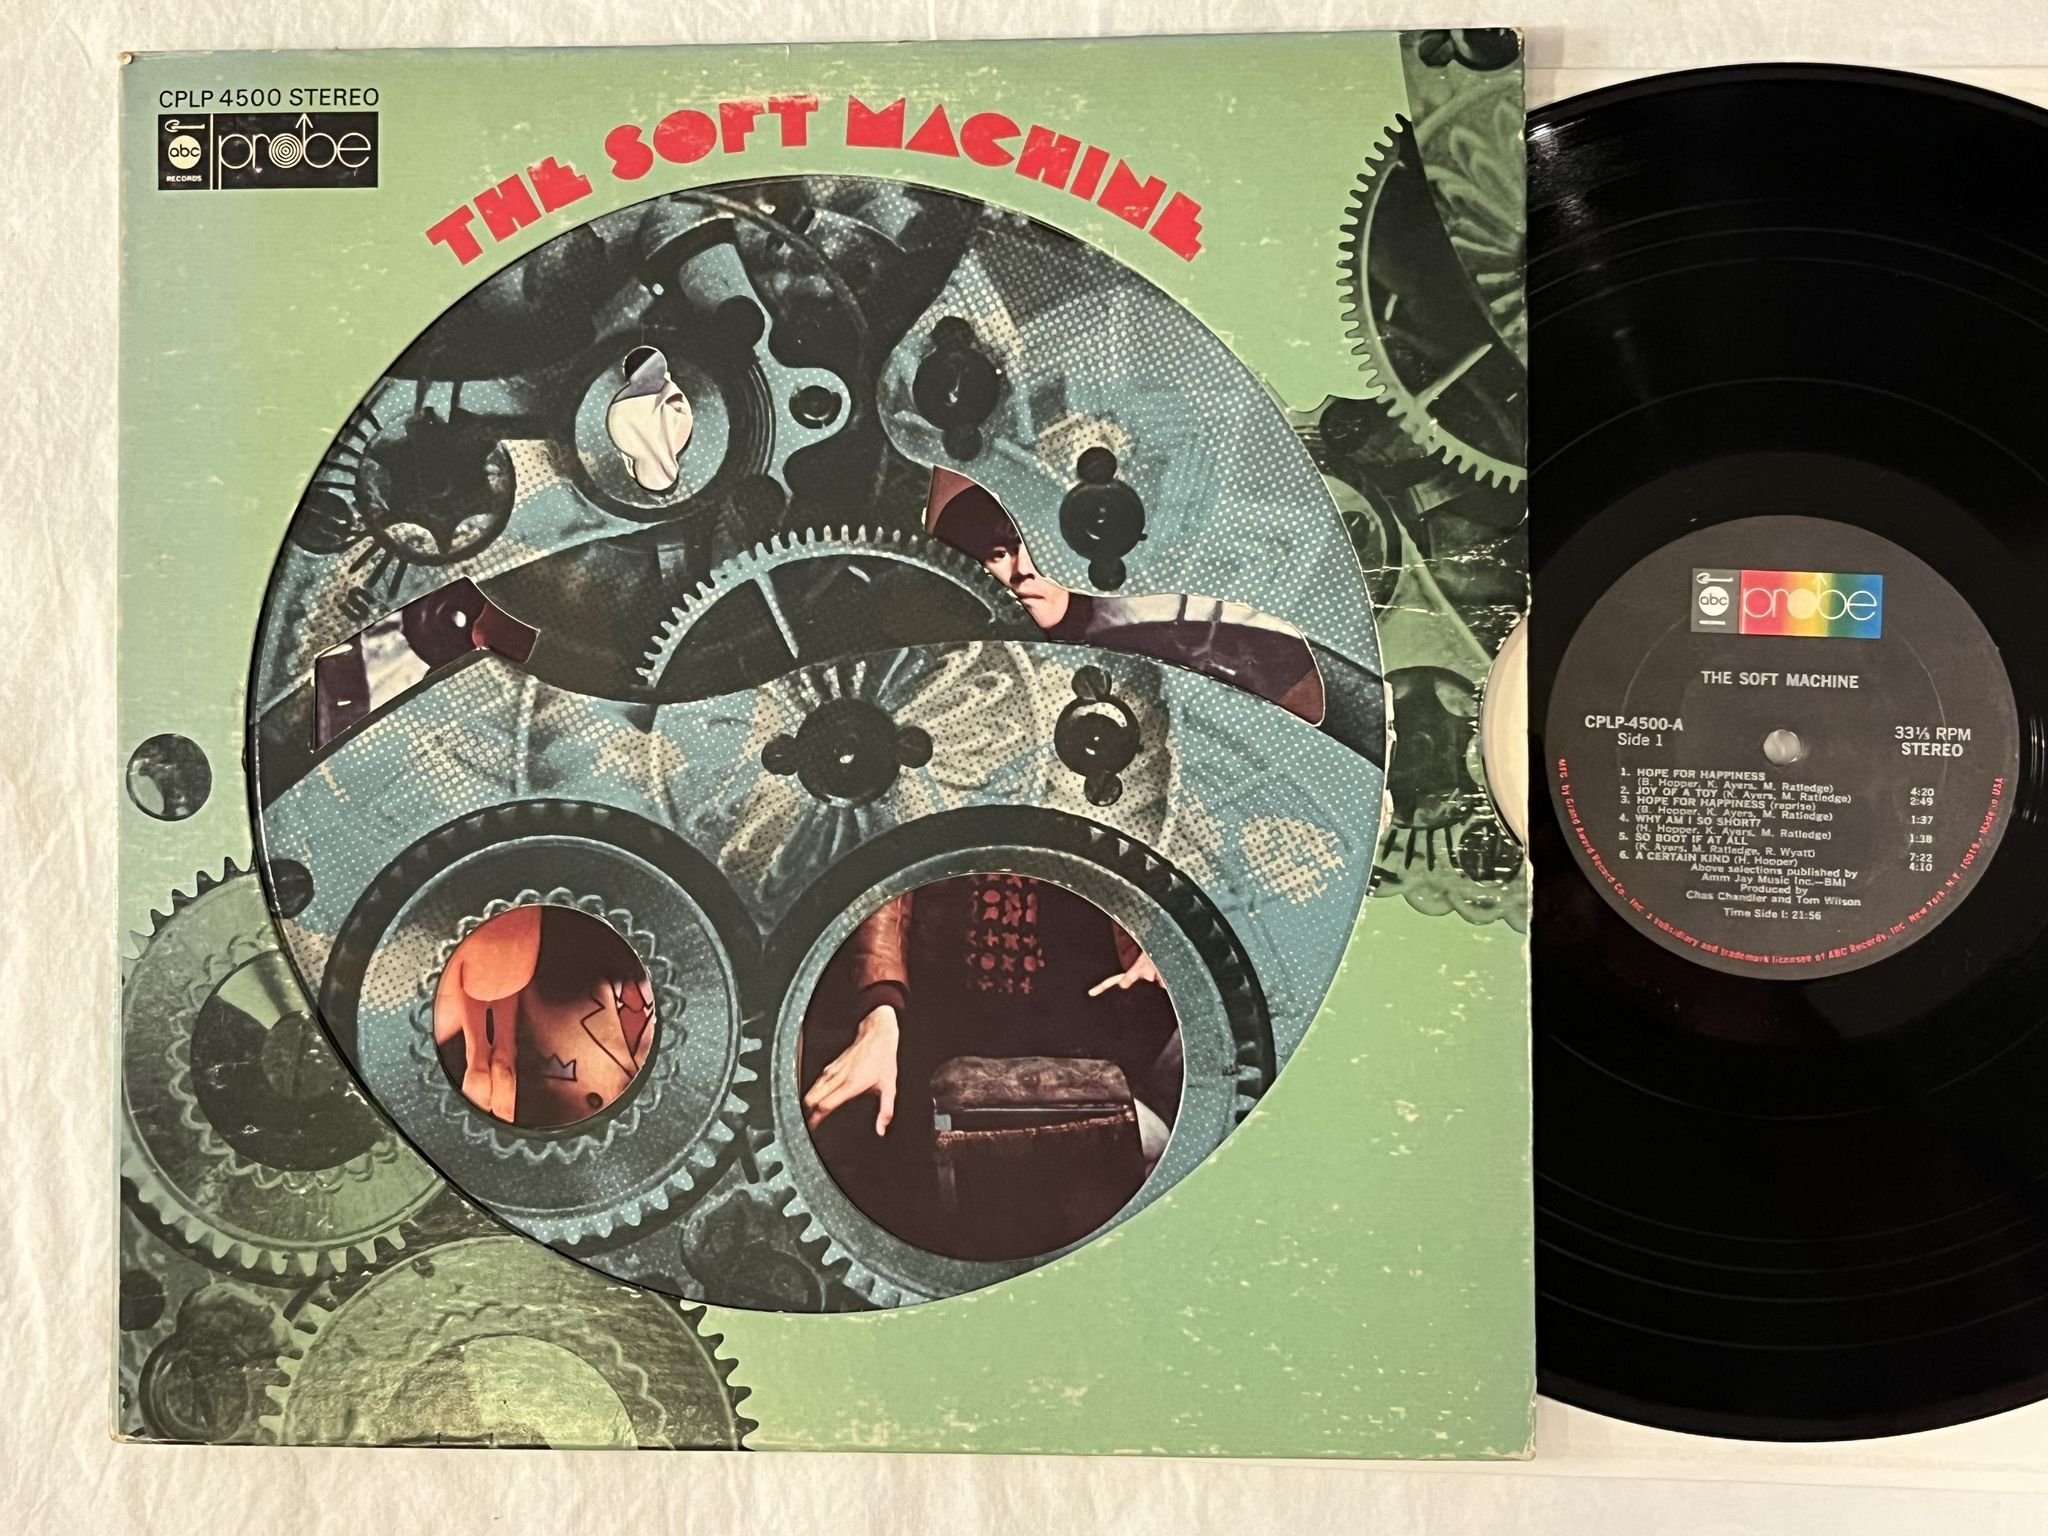 CPLP 4500 STEREO
abc
RECORDS
probe
THE SOFT MACHINE
abc
probe
THE SOFT MACHINE
CPLP-4500-A
Side 1
33⅓ RPM
STEREO
1. HOPE FOR HAPPINESS
(B. Hopper, K. Ayers, M. Ratledge) 4:20
2. JOY OF A TOY (K. Ayers, M. Ratledge) 2:49
3. HOPE FOR HAPPINESS (reprise)
(B. Hopper, K. Ayers, M. Ratledge) 1:37
4. WHY AM I SO SHORT?
(H. Hopper, K. Ayers, M. Ratledge) 1:38
5. SO BOOT IF AT ALL
(K. Ayers, M. Ratledge, R. Wyatt) 7:22
6. A CERTAIN KIND (H. Hopper) 4:10
Above selections published by
Amm Jay Music Inc.—BMI
Produced by
Chas Chandler and Tom Wilson
Time Side I: 21:56
Mfg. by Grand Award Record Co., Inc. a subsidiary and trademark licensee of ABC Records, Inc New York, N.Y. 10019. Made in USA